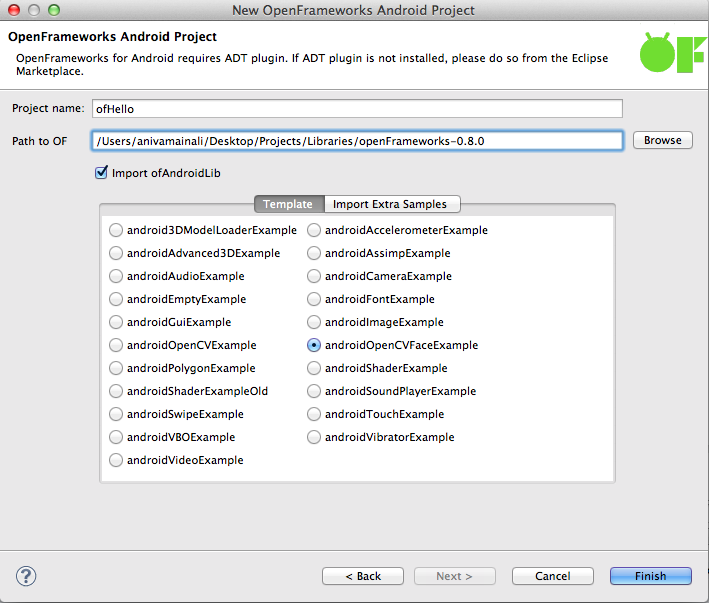 New OpenFrameworks Android Project
OpenFrameworks Android Project
OpenFrameworks for Android requires ADT plugin. If ADT plugin is not installed, please do so from the Eclipse
Marketplace.
OF
Project name: ofHello
Path to OF /Users/anivamainali/Desktop/Projects/Libraries/openFrameworks-0.8.0 Browse
Import ofAndroidLib
Template Import Extra Samples
android3DModelLoaderExample androidAccelerometerExample
androidAdvanced3DExample androidAssimpExample
androidAudioExample androidCameraExample
androidEmptyExample androidFontExample
androidGuiExample androidImageExample
androidOpenCVExample androidOpenCVFaceExample
androidPolygonExample androidShaderExample
androidShaderExampleOld androidSoundPlayerExample
androidSwipeExample androidTouchExample
androidVBOExample androidVibratorExample
androidVideoExample
? < Back Next > Cancel Finish